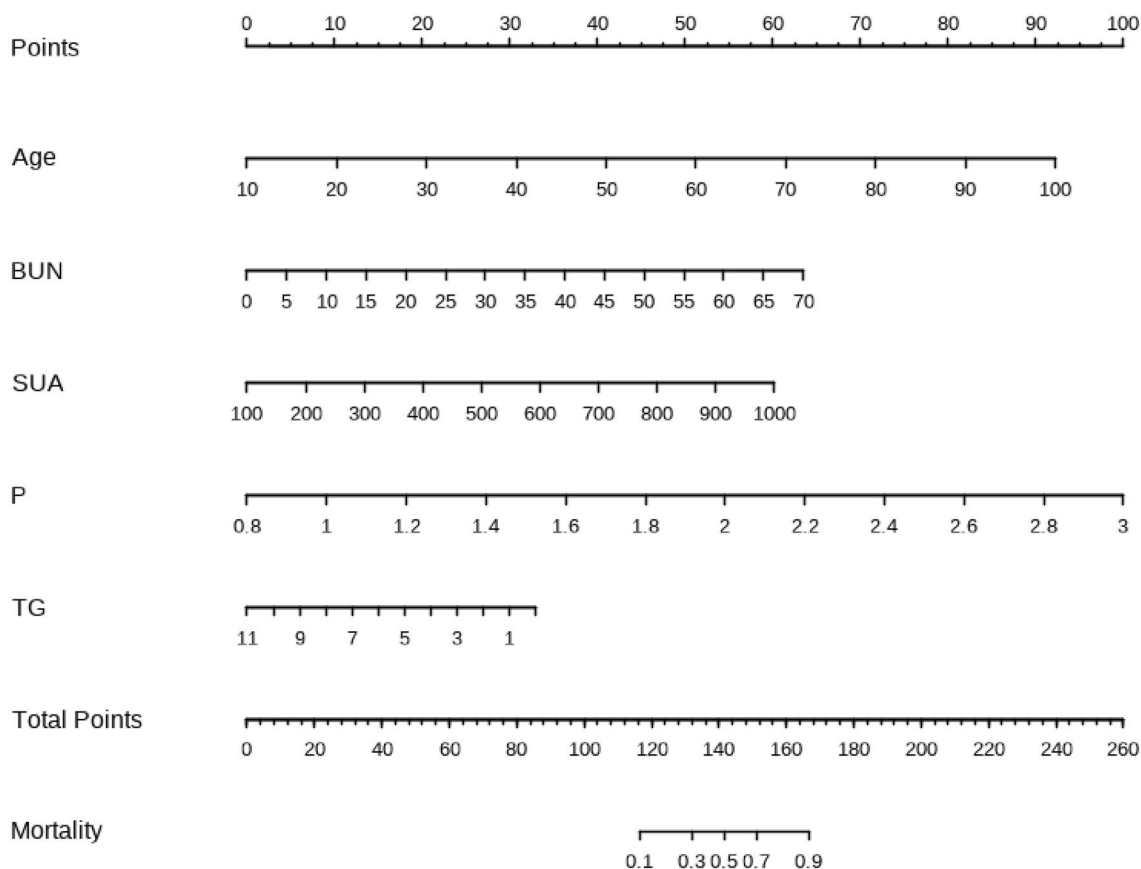 0 10 20 30 40 50 60 70 80 90 100
Points
Age
10 20 30 40 50 60 70 80 90 100
BUN
0 5 10 15 20 25 30 35 40 45 50 55 60 65 70
SUA
100 200 300 400 500 600 700 800 900 1000
P
0.8 1 1.2 1.4 1.6 1.8 2 2.2 2.4 2.6 2.8 3
TG
11 9 7 5 3 1
Total Points
0 20 40 60 80 100 120 140 160 180 200 220 240 260
Mortality
0.1 0.3 0.5 0.7 0.9